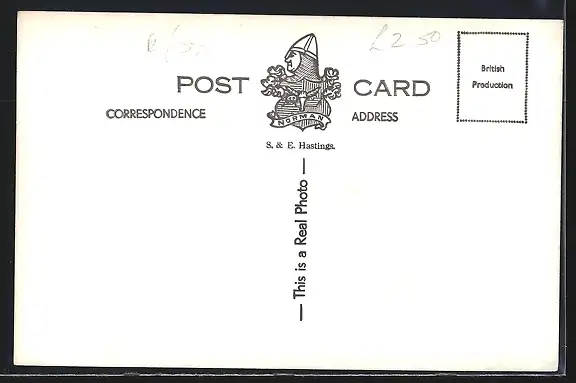 £2 50
British
Production
POST CARD
CORRESPONDENCE
ADDRESS
NORMAN
S. & E. Hastings.
This is a Real Photo